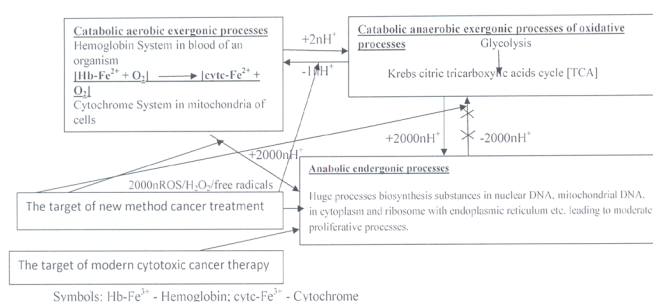 Catabolic aerobic exergonic processes
Hemoglobin System in blood of an
organism
|Hb-Fe²⁺ + O₂| → |cytc-Fe²⁺ +
O₂|
Cytochrome System in mitochondria of
cells
+2nH⁺
-1nH⁺
Catabolic anaerobic exergonic processes of oxidative
processes
Glycolysis
Krebs citric tricarboxylic acids cycle [TCA]
+2000nH⁺
-2000nH⁺
+2000nH⁺
2000nROS/H₂O₂/free radicals
Anabolic endergonic processes
Huge processes biosynthesis substances in nuclear DNA, mitochondrial DNA,
in cytoplasm and ribosome with endoplasmic reticulum etc. leading to moderate
proliferative processes.
The target of new method cancer treatment
The target of modern cytotoxic cancer therapy
Symbols: Hb-Fe³⁺ - Hemoglobin; cytc-Fe³⁺ - Cytochrome